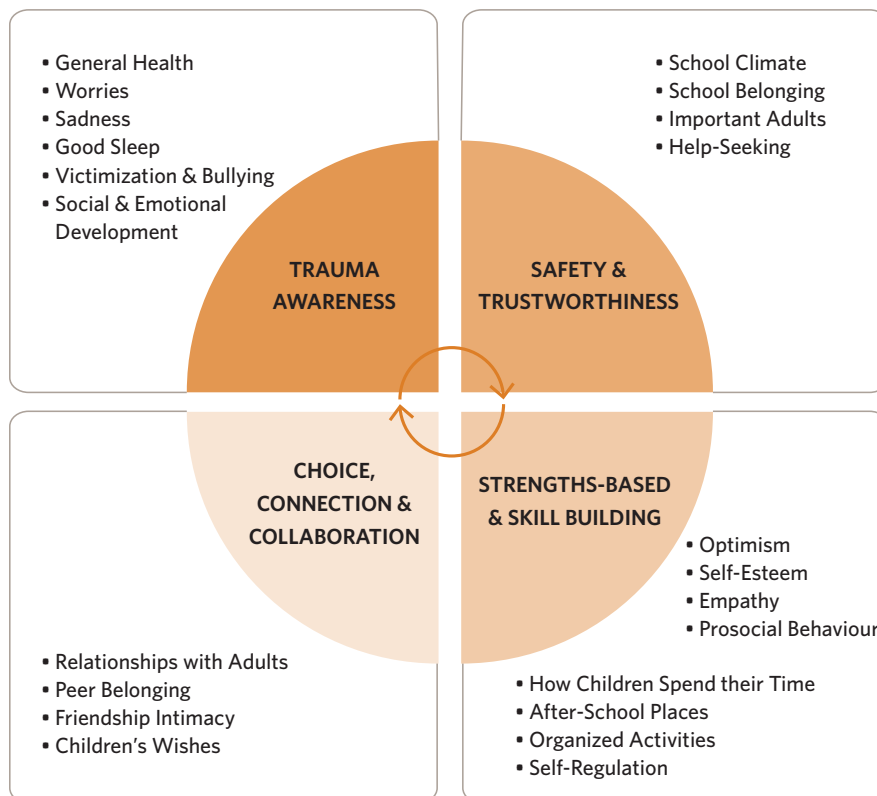 • General Health
• Worries
• Sadness
• Good Sleep
• Victimization & Bullying
• Social & Emotional
Development
TRAUMA
AWARENESS
• School Climate
• School Belonging
• Important Adults
• Help-Seeking
SAFETY &
TRUSTWORTHINESS
CHOICE,
CONNECTION &
COLLABORATION
• Relationships with Adults
• Peer Belonging
• Friendship Intimacy
• Children's Wishes
STRENGTHS-BASED
& SKILL BUILDING
• Optimism
• Self-Esteem
• Empathy
• Prosocial Behaviour
• How Children Spend their Time
• After-School Places
• Organized Activities
• Self-Regulation